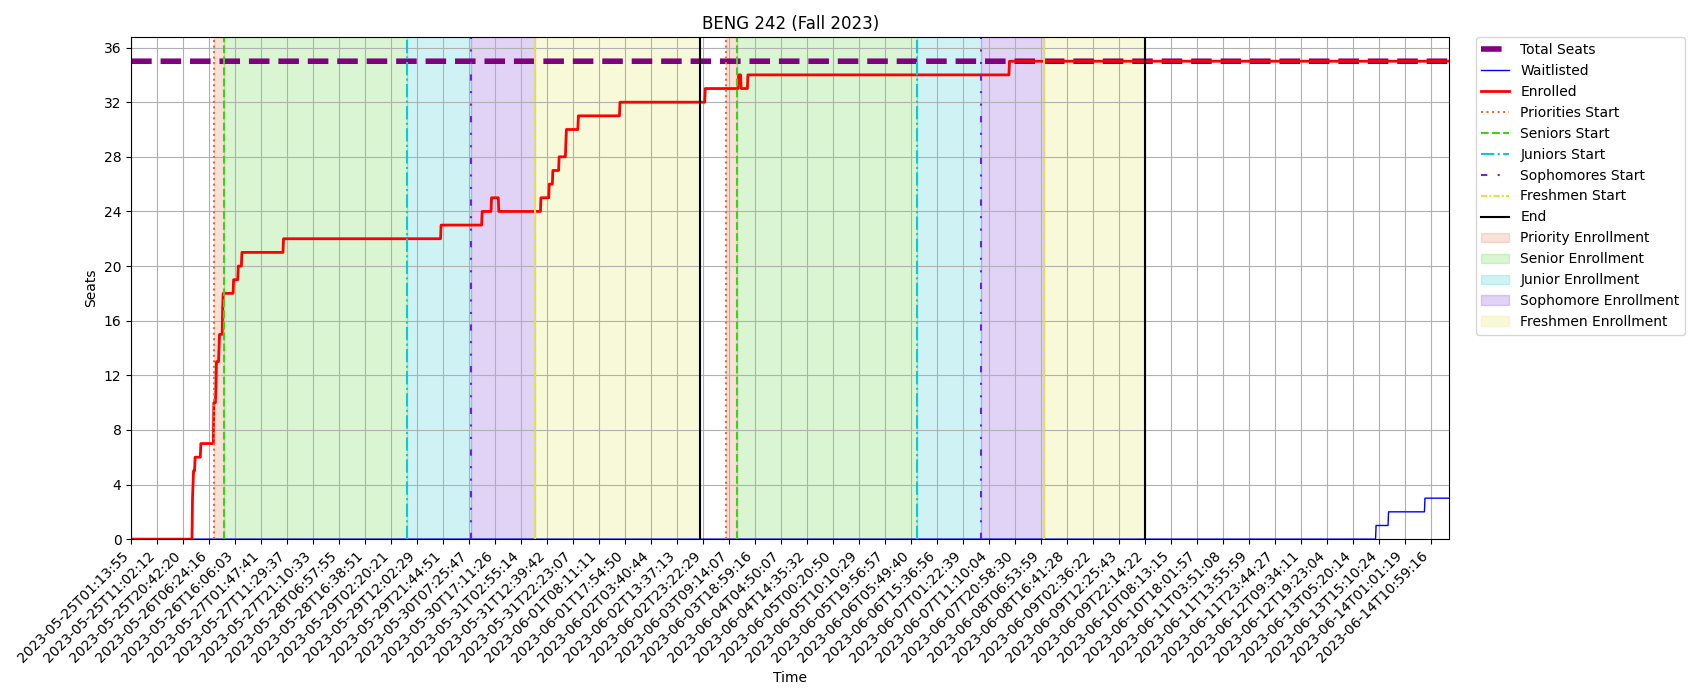 BENG 242 (Fall 2023)
Seats
36
32
28
24
20
16
12
8
4
0
2023-05-25T01:13:55
2023-05-25T11:02:12
2023-05-25T20:42:20
2023-05-26T06:24:16
2023-05-26T16:06:03
2023-05-27T01:47:41
2023-05-27T11:29:37
2023-05-27T21:10:33
2023-05-28T06:57:55
2023-05-28T16:38:51
2023-05-29T02:20:21
2023-05-29T12:02:29
2023-05-29T21:44:51
2023-05-30T07:25:47
2023-05-30T17:11:26
2023-05-31T02:55:14
2023-05-31T12:39:42
2023-05-31T22:23:07
2023-06-01T08:11:11
2023-06-01T17:54:50
2023-06-02T03:40:44
2023-06-02T13:37:13
2023-06-02T23:22:29
2023-06-03T09:14:07
2023-06-03T18:59:16
2023-06-04T04:50:07
2023-06-04T14:35:32
2023-06-05T00:20:50
2023-06-05T10:10:29
2023-06-05T19:56:57
2023-06-06T05:49:40
2023-06-06T15:36:56
2023-06-07T01:22:39
2023-06-07T11:10:04
2023-06-07T20:58:30
2023-06-08T06:53:59
2023-06-08T16:41:28
2023-06-09T02:36:22
2023-06-09T12:25:43
2023-06-09T22:14:22
2023-06-10T08:13:15
2023-06-10T18:01:57
2023-06-11T03:51:08
2023-06-11T13:55:59
2023-06-11T23:44:27
2023-06-12T09:34:11
2023-06-12T19:23:04
2023-06-13T05:20:14
2023-06-13T15:10:24
2023-06-14T01:01:19
2023-06-14T10:59:16
Time
Total Seats
Waitlisted
Enrolled
Priorities Start
Seniors Start
Juniors Start
Sophomores Start
Freshmen Start
End
Priority Enrollment
Senior Enrollment
Junior Enrollment
Sophomore Enrollment
Freshmen Enrollment